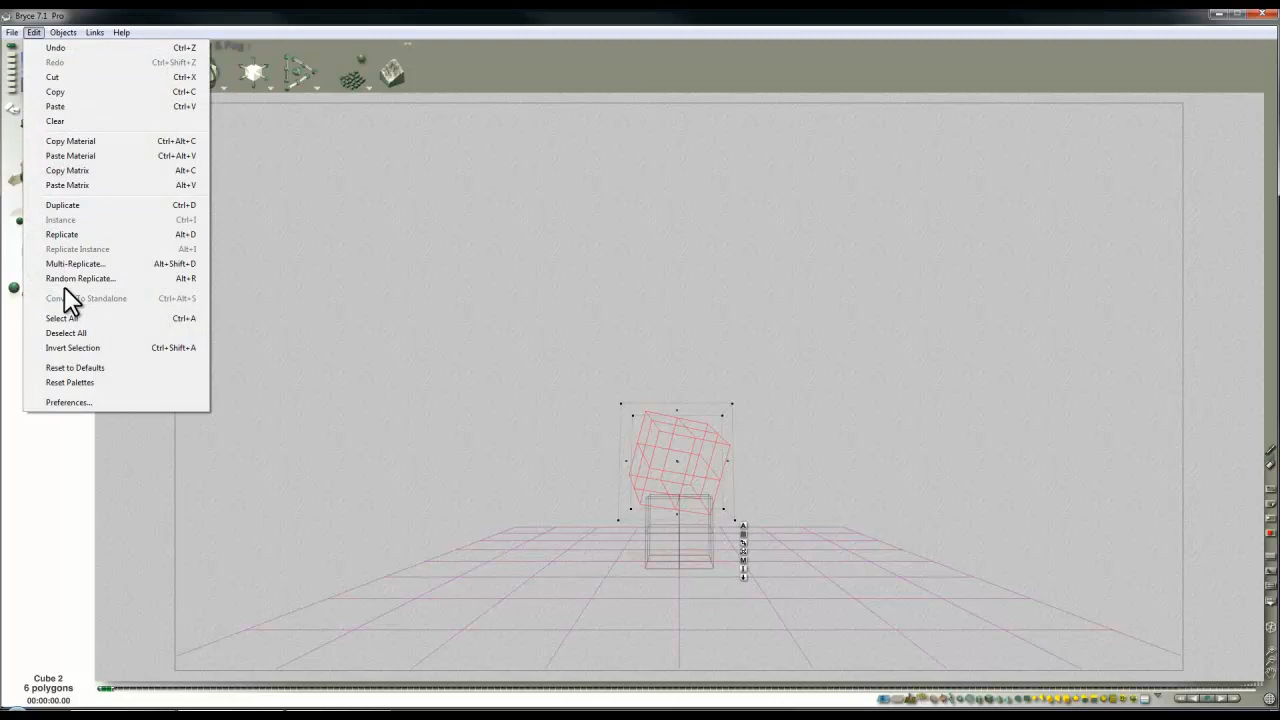 Bryce 7.1 Pro
File Edit Objects Links Help
Undo Ctrl+Z
Redo Ctrl+Shift+Z
Cut Ctrl+X
Copy Ctrl+C
Paste Ctrl+V
Clear
Copy Material Ctrl+Alt+C
Paste Material Ctrl+Alt+V
Copy Matrix Alt+C
Paste Matrix Alt+V
Duplicate Ctrl+D
Instance Ctrl+I
Replicate Alt+D
Replicate Instance Alt+I
Multi-Replicate... Alt+Shift+D
Random Replicate... Alt+R
To Standalone Ctrl+Alt+S
Select All Ctrl+A
Deselect All
Invert Selection Ctrl+Shift+A
Reset to Defaults
Reset Palettes
Preferences...
A
M
Cube 2
6 polygons
00:00:00.00